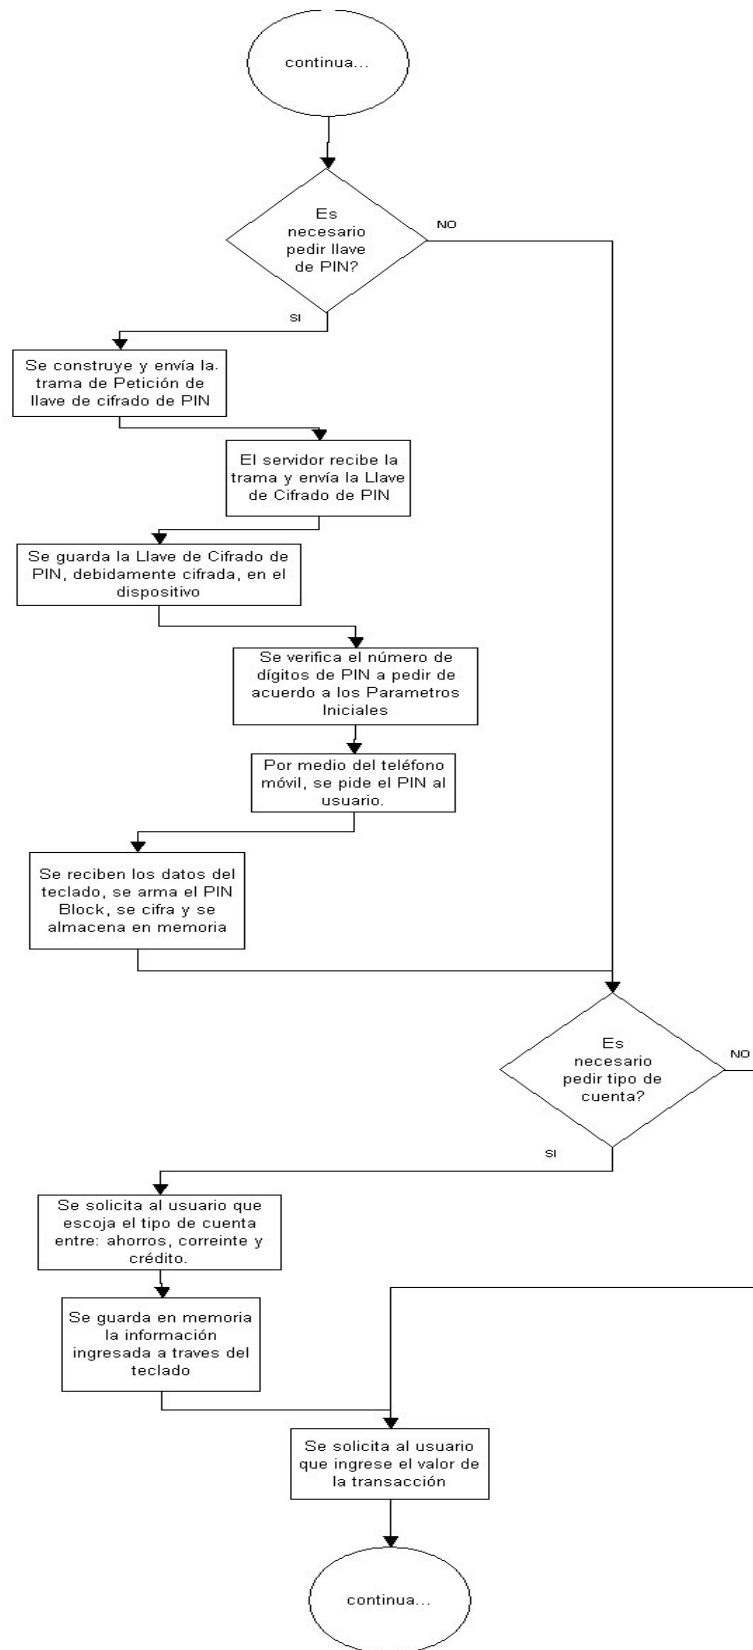 continua...
Es
necesario
pedir llave
de PIN?
NO
SI
Se construye y envía la.
trama de Petición de
llave de cifrado de PIN
El servidor recibe la
trama y envía la Llave
de Cifrado de PIN
Se guarda la Llave de Cifrado de
PIN, debidamente cifrada, en el
dispositivo
Se verifica el número de
dígitos de PIN a pedir de
acuerdo a los Parametros
Iniciales
Por medio del teléfono
móvil, se pide el PIN al
usuario.
Se reciben los datos del
teclado, se arma el PIN
Block, se cifra y se
almacena en memoria
Es
necesario
pedir tipo de
cuenta?
NO
SI
Se solicita al usuario que
escoja el tipo de cuenta
entre: ahorros, correinte y
crédito.
Se guarda en memoria
la información
ingresada a traves del
teclado
Se solicita al usuario
que ingrese el valor de
la transacción
continua...